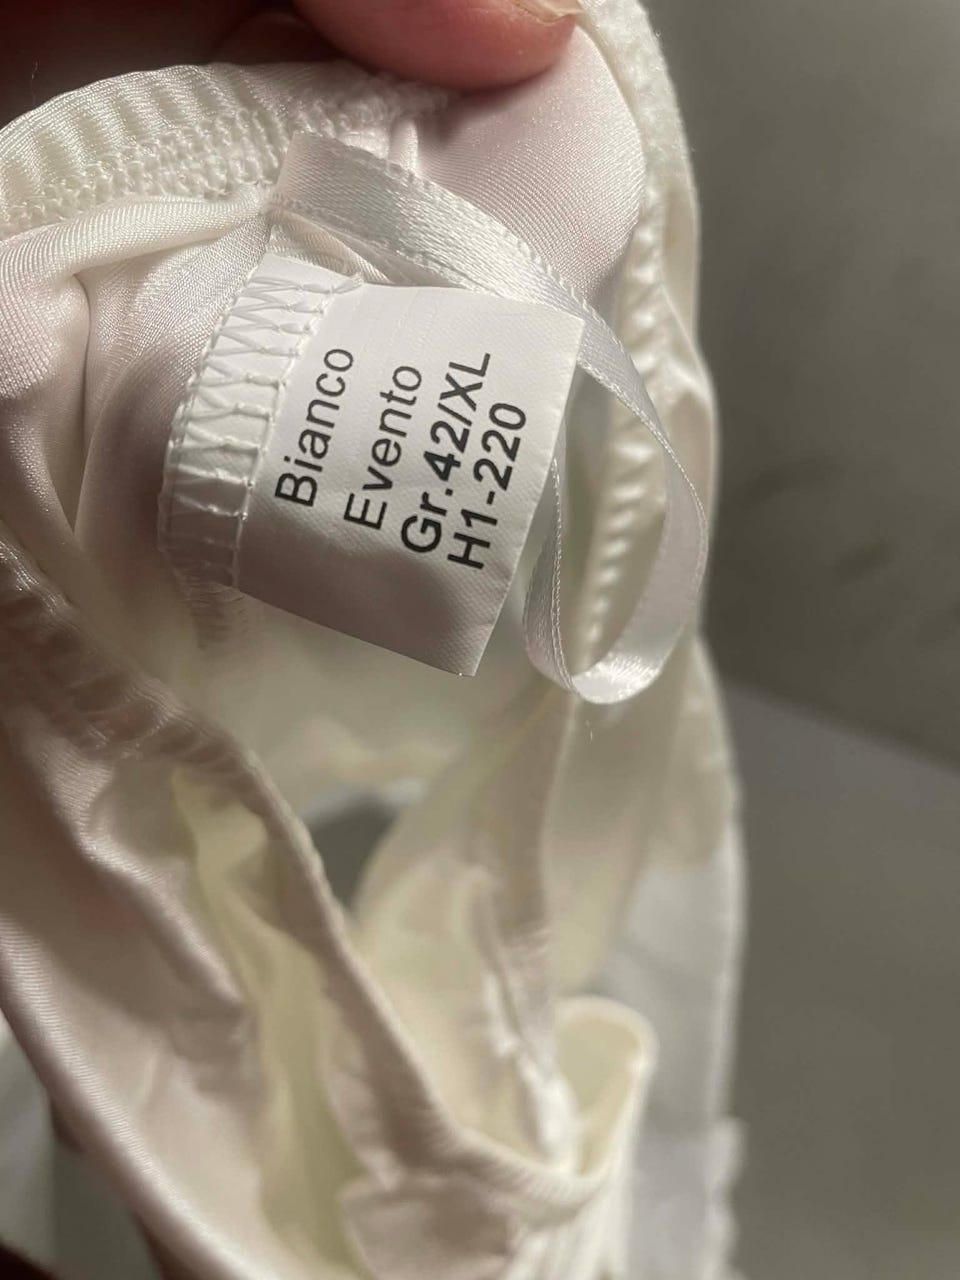 Bianco
Evento
Gr.42/XL
H1-220